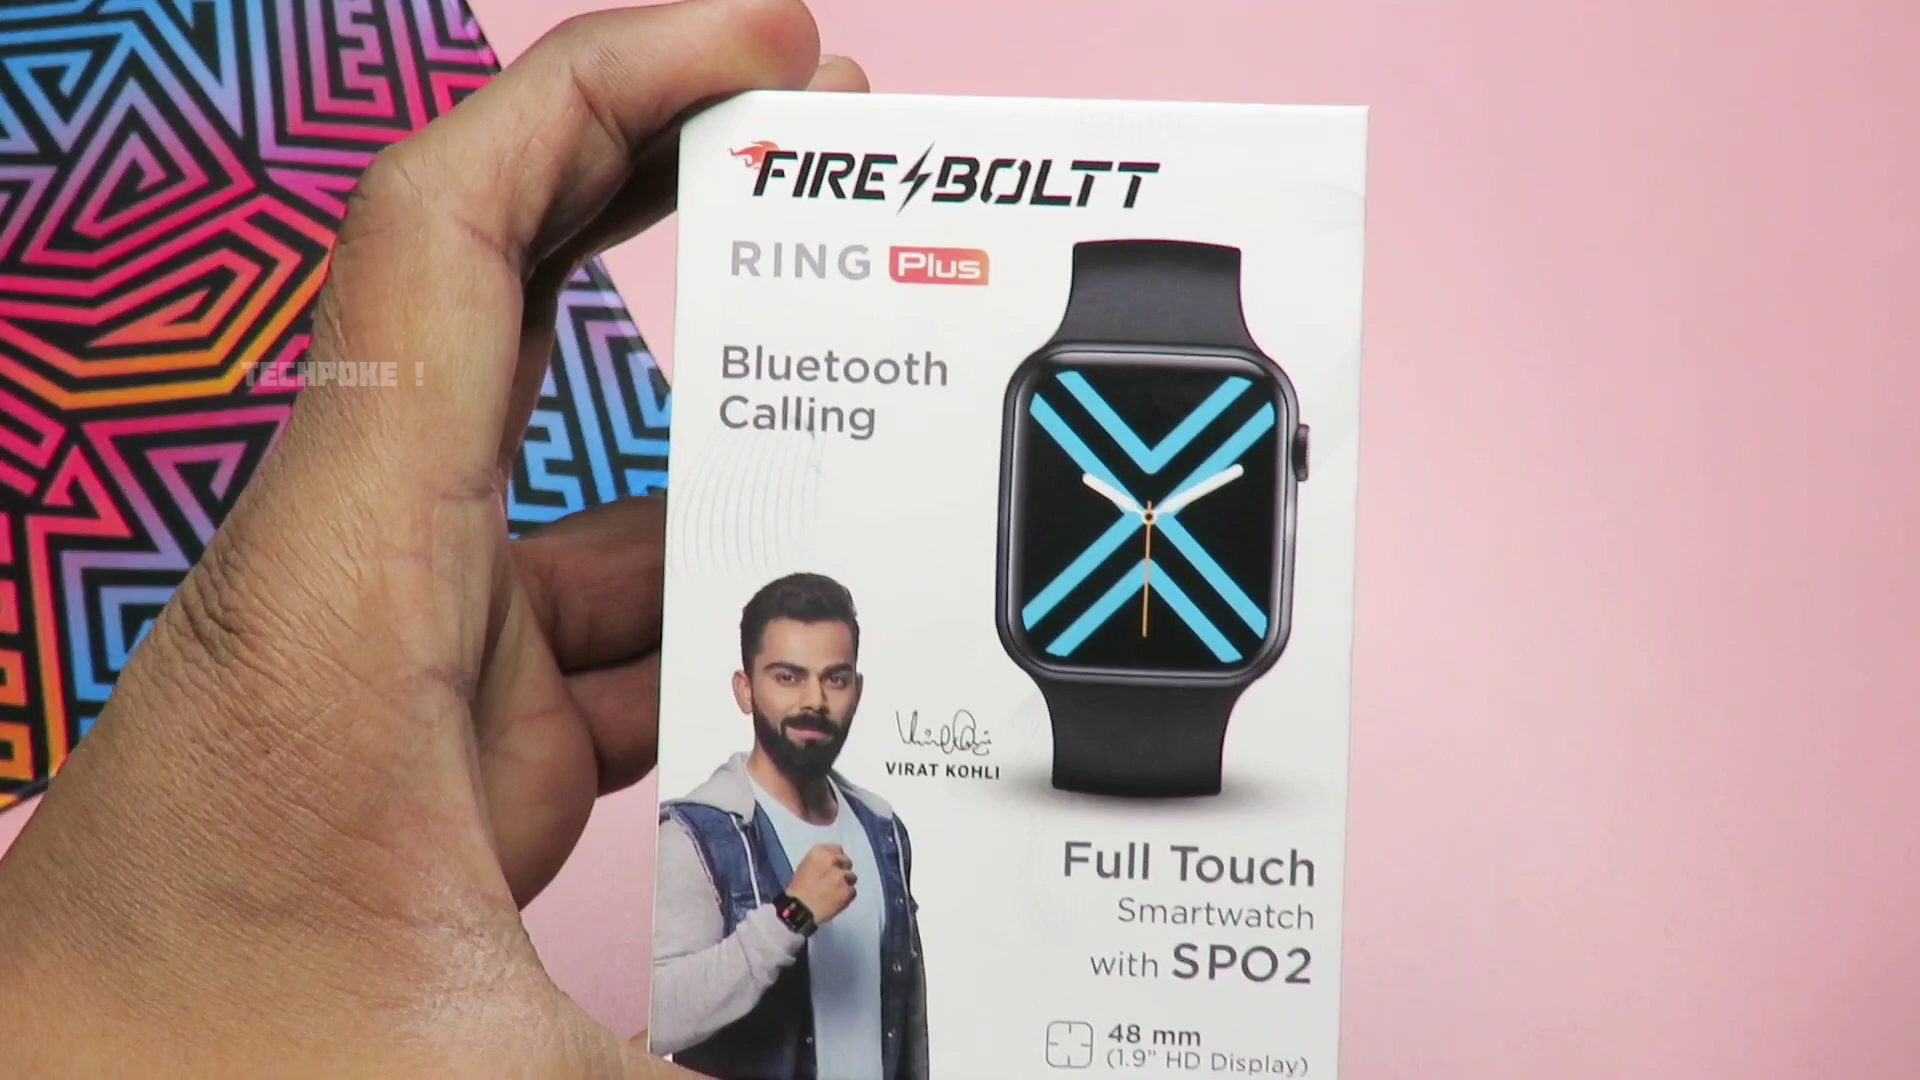 FIRE BOLTT
RING Plus
Bluetooth
Calling
TECHPOKE !
VIRAT KOHLI
Full Touch
Smartwatch
with SPO2
48 mm
(1.9" HD Display)